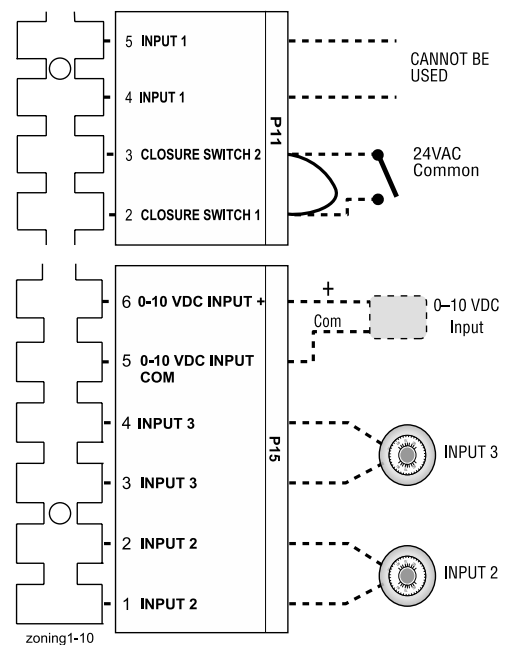 5 INPUT 1
4 INPUT 1
3 CLOSURE SWITCH 2
2 CLOSURE SWITCH 1
P11
CANNOT BE
USED
24VAC
Common
6 0-10 VDC INPUT +
5 0-10 VDC INPUT
COM
4 INPUT 3
3 INPUT 3
2 INPUT 2
1 INPUT 2
P15
+
Com
0–10 VDC
Input
INPUT 3
INPUT 2
zoning1-10